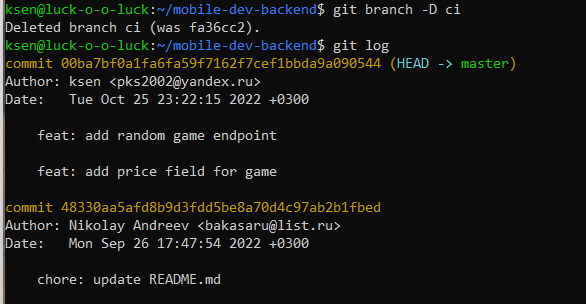 ksen@luck-o-o-luck:~/mobile-dev-backend$ git branch -D ci
Deleted branch ci (was fa36cc2).
ksen@luck-o-o-luck:~/mobile-dev-backend$ git log
commit 00ba7bf0a1fa6fa59f7162f7cef1bbda9a090544 (HEAD -> master)
Author: ksen <pks2002@yandex.ru>
Date:   Tue Oct 25 23:22:15 2022 +0300
    feat: add random game endpoint
    feat: add price field for game
commit 48330aa5afd8b9d3fdd5be8a70d4c97ab2b1fbed
Author: Nikolay Andreev <bakasaru@list.ru>
Date:   Mon Sep 26 17:47:54 2022 +0300
    chore: update README.md